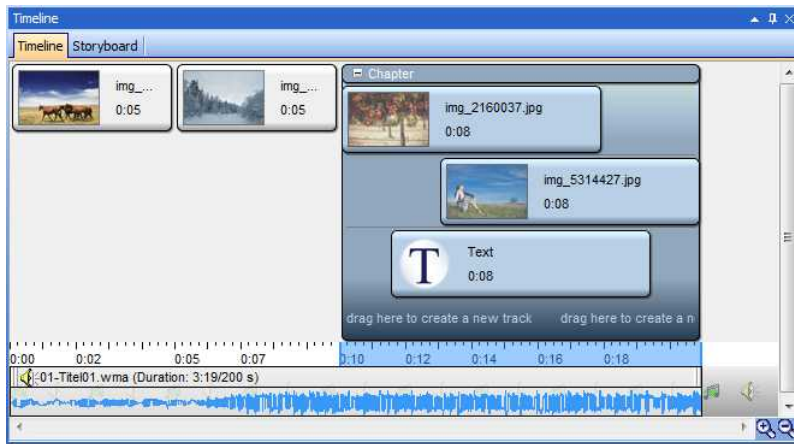 Timeline
Timeline Storyboard
img_...
0:05
img_...
0:05
Chapter
img_2160037.jpg
0:08
img_5314427.jpg
0:08
T
Text
0:08
drag here to create a new track drag here to create a n
0:00 0:02 0:05 0:07 0:10 0:12 0:14 0:16 0:18
01-Titel01.wma (Duration: 3:19/200 s)